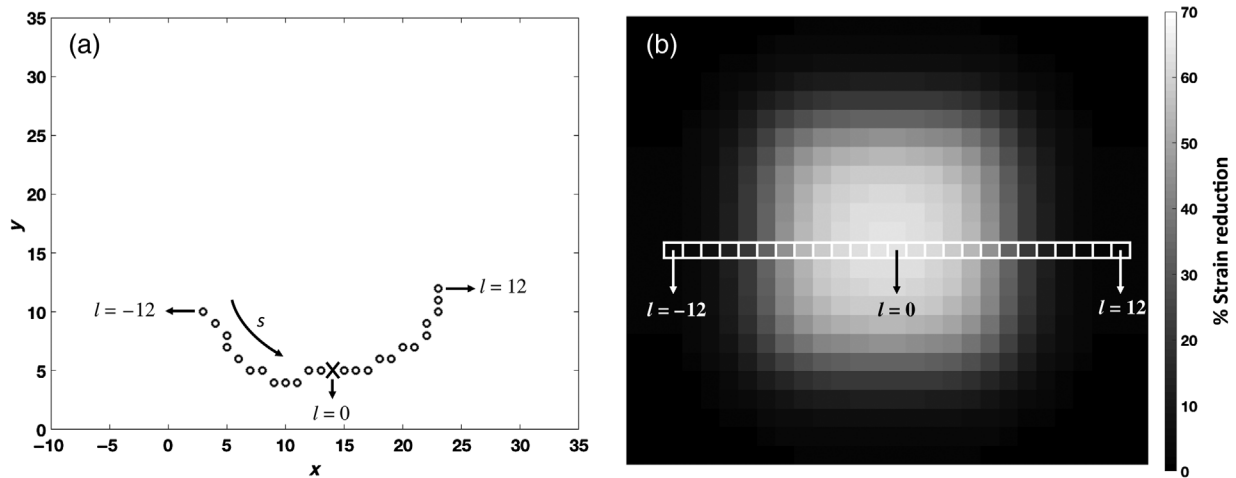 (a)
35
30
25
20
15
10
5
0
y
l = −12
s
l = 12
l = 0
−10 −5 0 5 10 15 20 25 30 35
x
(b)
l = −12
l = 0
l = 12
70
60
50
40
30
20
10
0
% Strain reduction